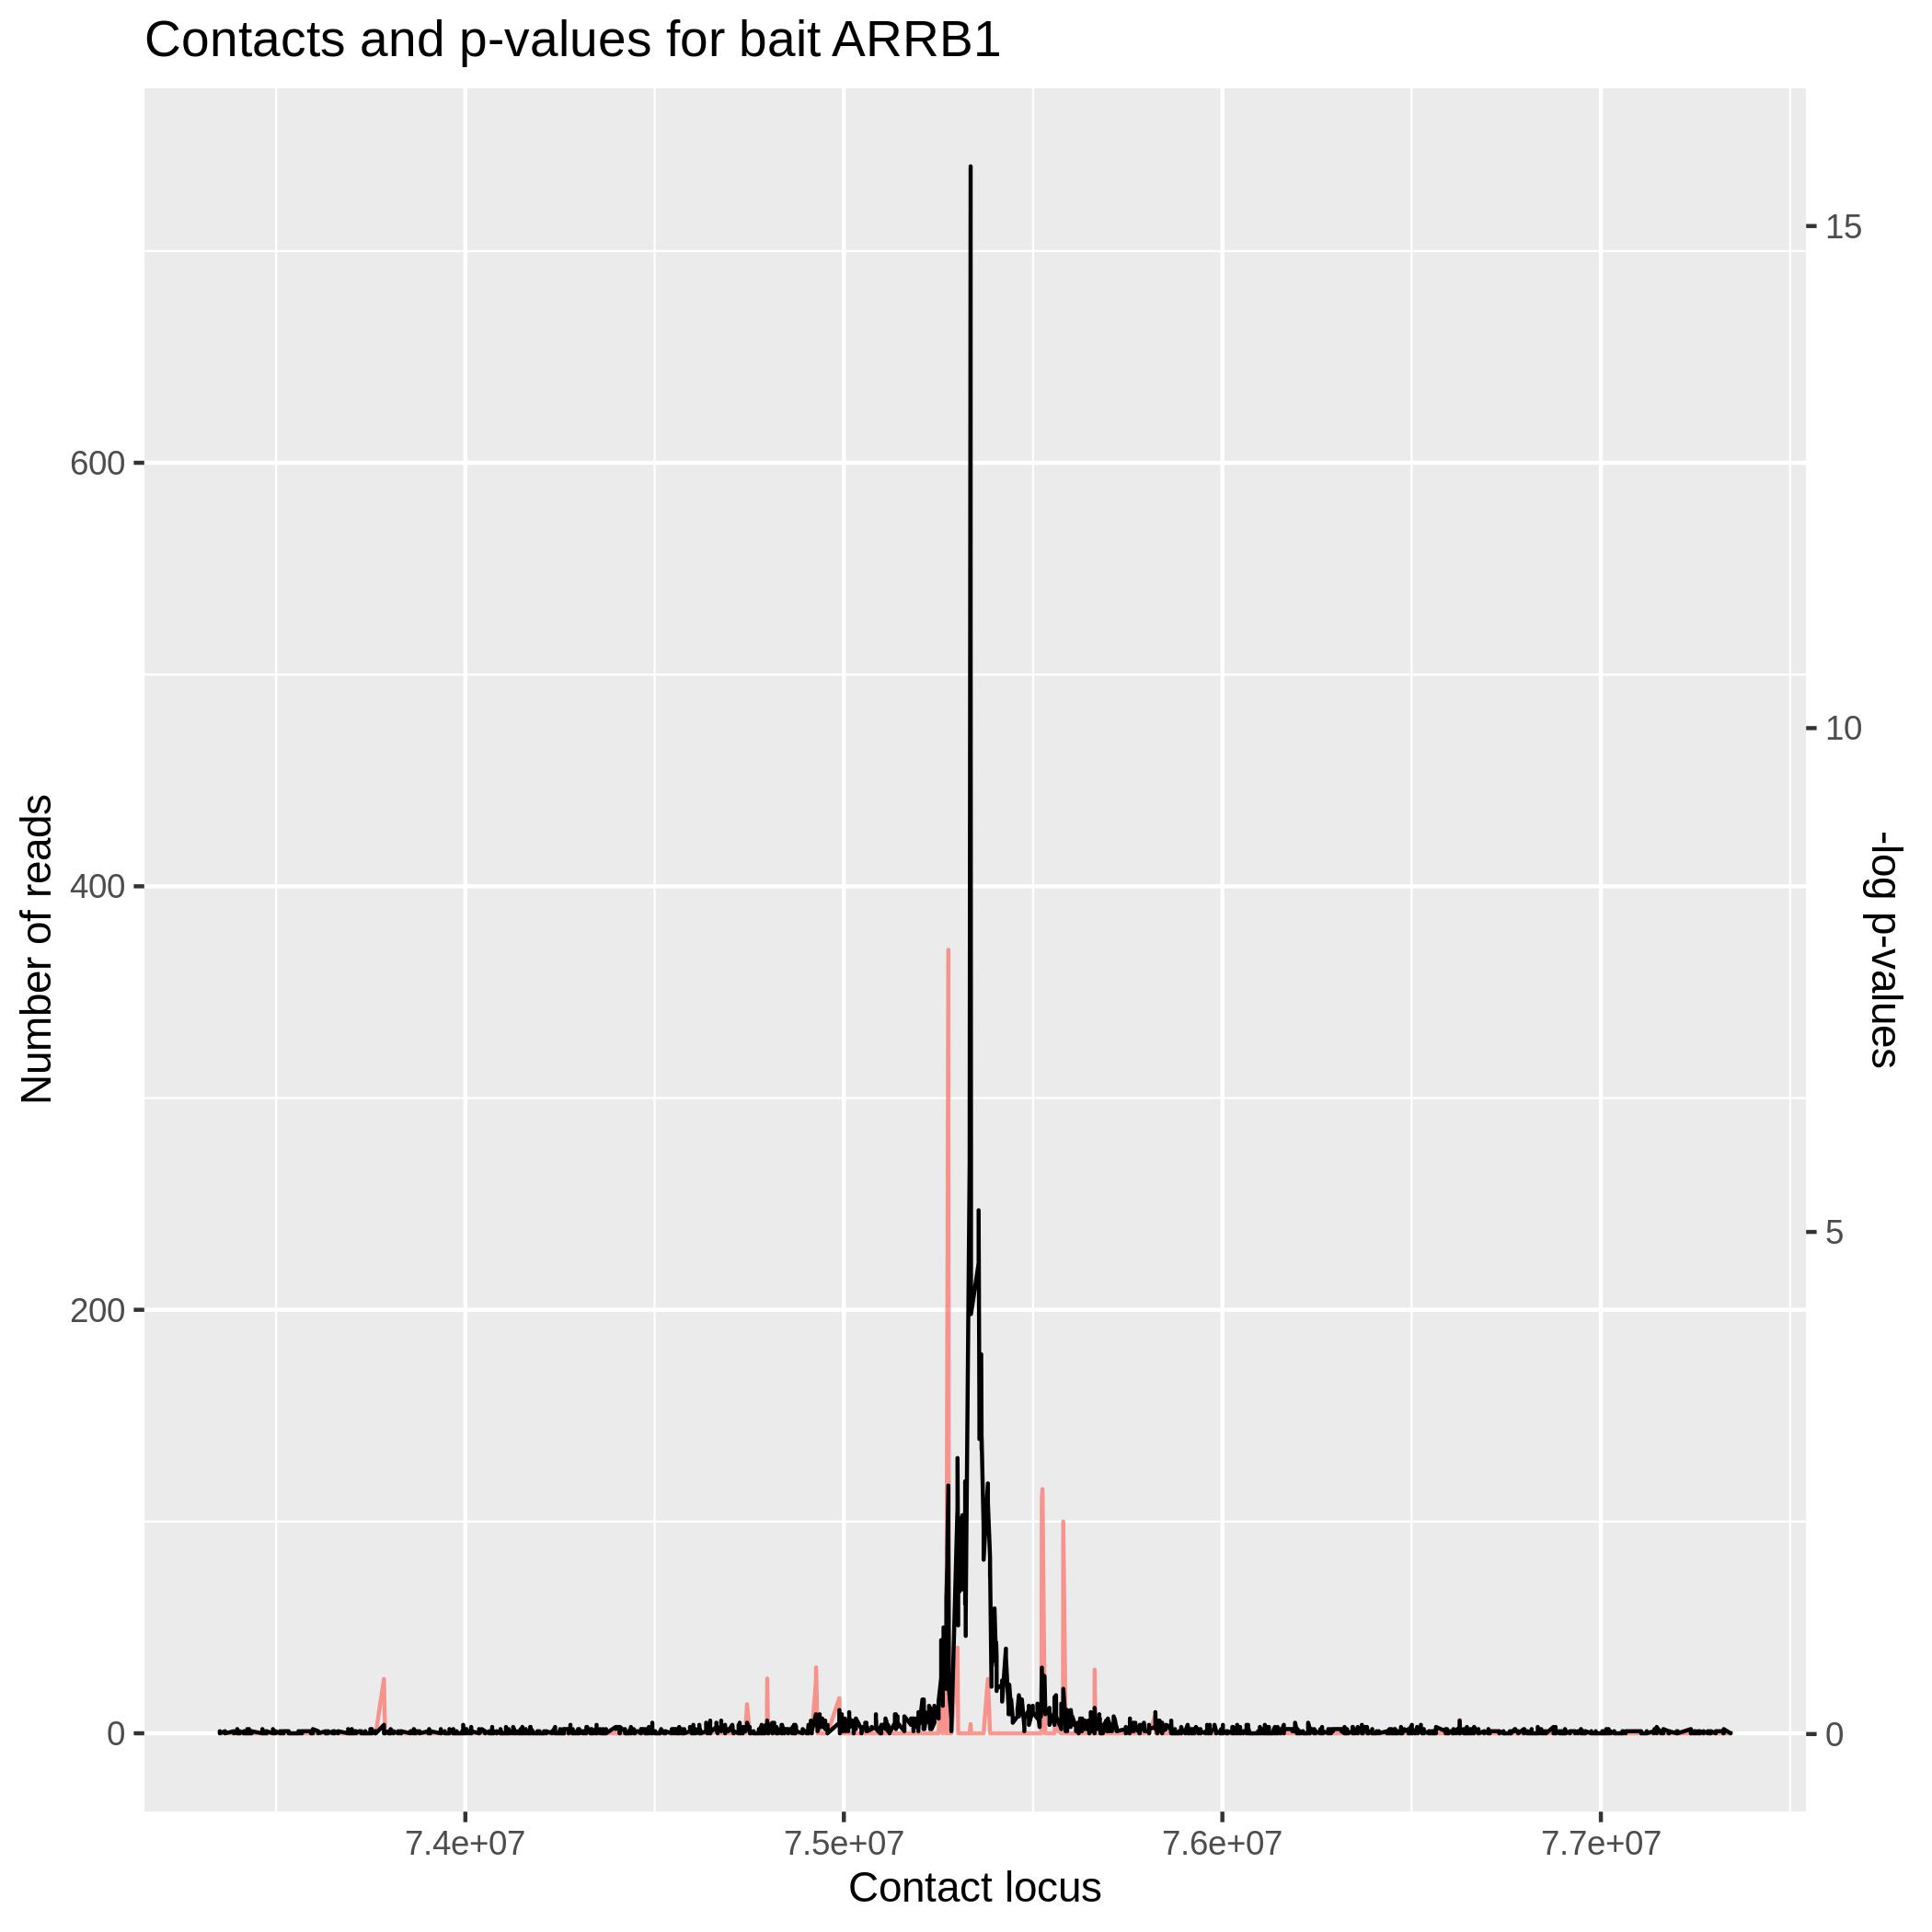 Contacts and p-values for bait ARRB1
Number of reads
600
400
200
0
15
10
5
0
-log p-values
7.4e+07 7.5e+07 7.6e+07 7.7e+07
Contact locus